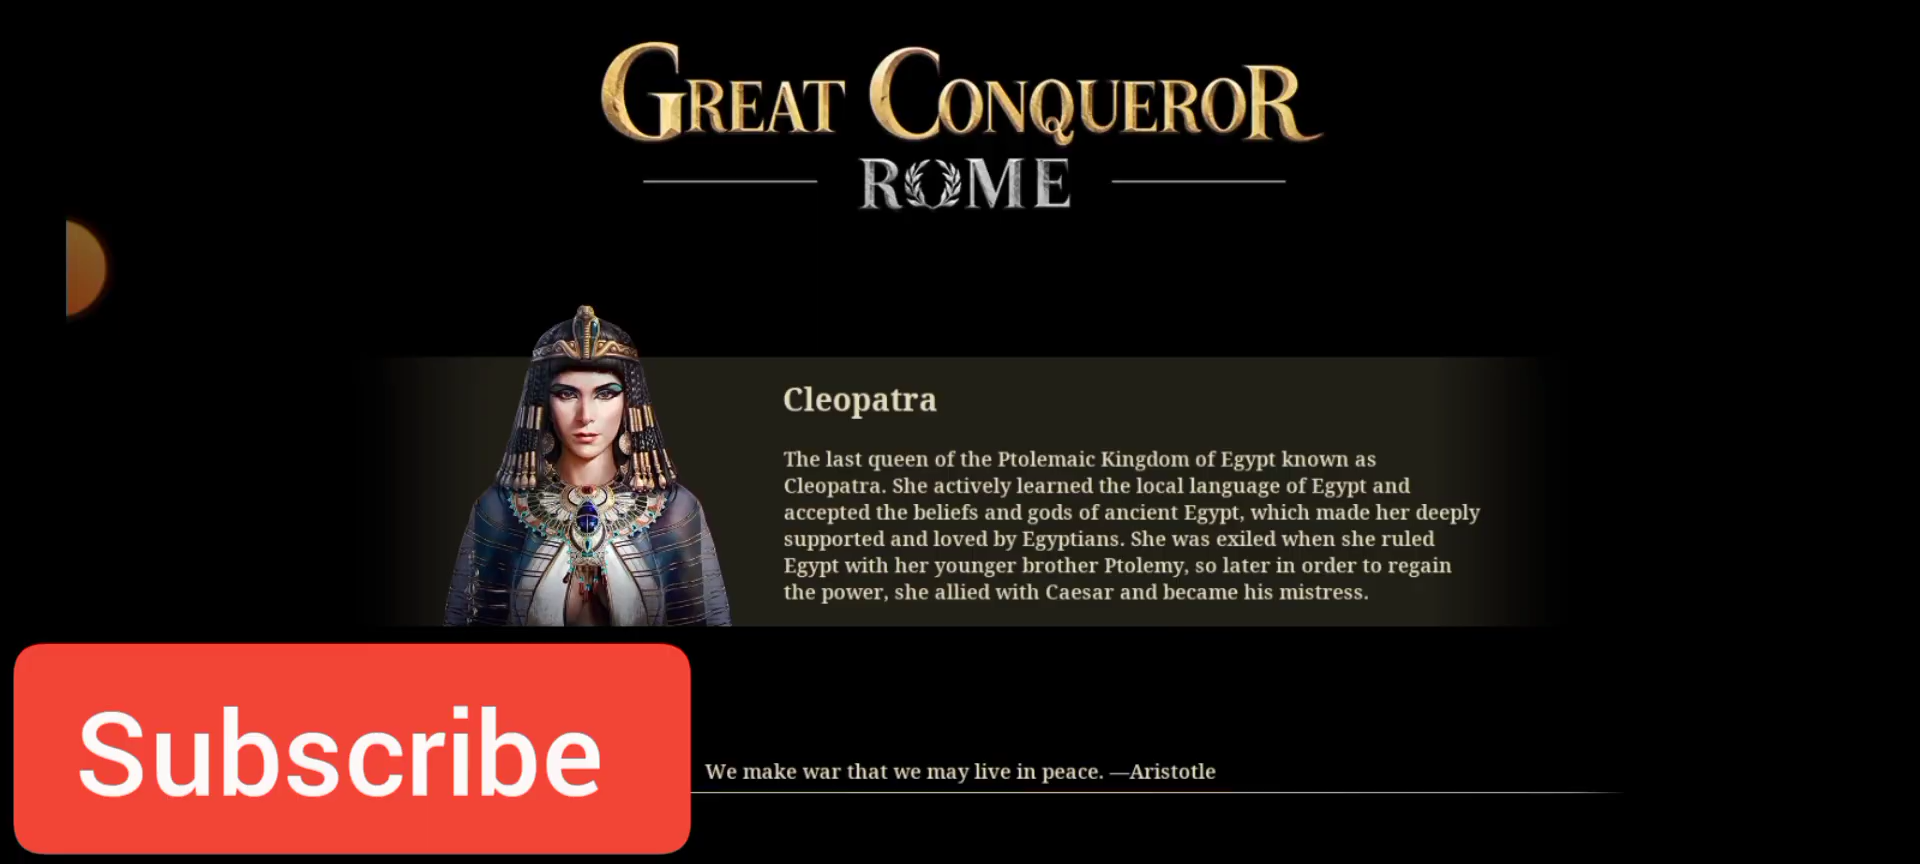 GREAT CONQUEROR
ROME
Cleopatra
The last queen of the Ptolemaic Kingdom of Egypt known as
Cleopatra. She actively learned the local language of Egypt and
accepted the beliefs and gods of ancient Egypt, which made her deeply
supported and loved by Egyptians. She was exiled when she ruled
Egypt with her younger brother Ptolemy, so later in order to regain
the power, she allied with Caesar and became his mistress.
We make war that we may live in peace. —Aristotle
Subscribe